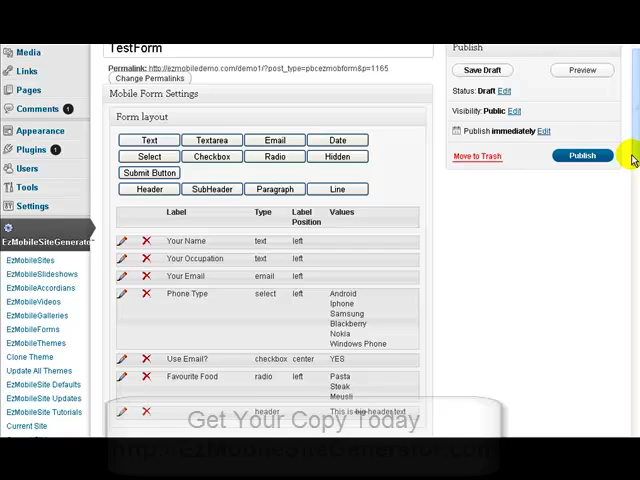 Media
Links
Pages
Comments 1
Appearance
Plugins 1
Users
Tools
Settings
EzMobileSiteGenerator
EzMobileSites
EzMobileSlideshows
EzMobileAccordians
EzMobileVideos
EzMobileGalleries
EzMobileForms
EzMobileThemes
Clone Theme
Update All Themes
EzMobileSite Defaults
EzMobileSite Updates
EzMobileSite Tutorials
Current Site
TestForm
Permalink: http://ezmobiledemo.com/demo1/?post_type=pbcezmobform&p=1165
Change Permalinks
Mobile Form Settings
Form layout
Text Textarea Email Date
Select Checkbox Radio Hidden
Submit Button
Header SubHeader Paragraph Line
Label Type Label Position Values
Your Name text left
Your Occupation text left
Your Email email left
Phone Type select left Android
Iphone
Samsung
Blackberry
Nokia
Windows Phone
Use Email? checkbox center YES
Favourite Food radio left Pasta
Steak
Meusli
header This is big header text
Publish
Save Draft Preview
Status: Draft Edit
Visibility: Public Edit
Publish immediately Edit
Move to Trash Publish
Get Your Copy Today
http://EzMobileSiteGenerator.com